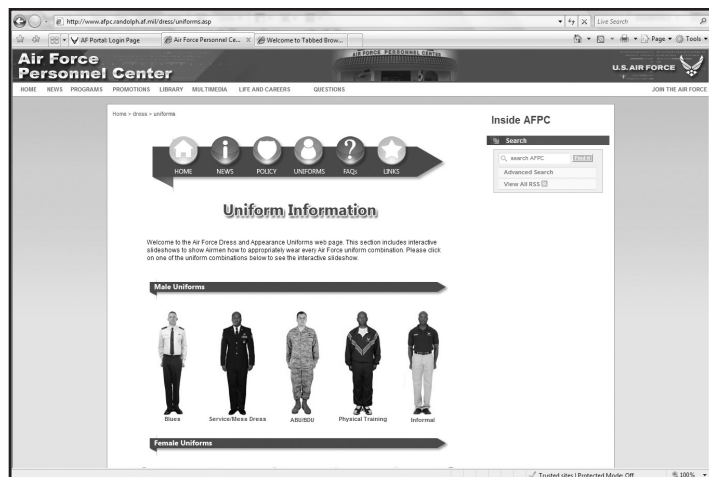 http://www.afpc.randolph.af.mil/dress/uniforms.asp
Live Search
AF Portal: Login Page
Air Force Personnel Ce...
Welcome to Tabbed Brow...
Page
Tools
Air Force
Personnel Center
AIR FORCE PERSONNEL CENTER
U.S. AIR FORCE
HOME NEWS PROGRAMS PROMOTIONS LIBRARY MULTIMEDIA LIFE AND CAREERS QUESTIONS JOIN THE AIR FORCE
Home > dress > uniforms
Inside AFPC
Search
search AFPC Find It
Advanced Search
View All RSS
HOME NEWS POLICY UNIFORMS FAQs LINKS
Uniform Information
Welcome to the Air Force Dress and Appearance Uniforms web page. This section includes interactive
slideshows to show Airmen how to appropriately wear every Air Force uniform combination. Please click
on one of the uniform combinations below to see the interactive slideshow.
Male Uniforms
Blues Service/Mess Dress ABU/BDU Physical Training Informal
Female Uniforms
Trusted sites | Protected Mode: Off 100%